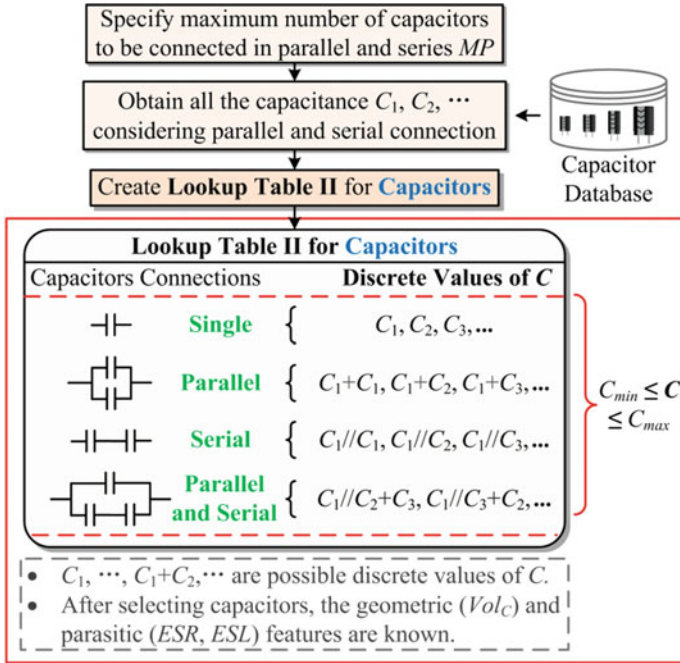 Specify maximum number of capacitors
to be connected in parallel and series MP
Obtain all the capacitance C₁, C₂, ⋯
considering parallel and serial connection
Capacitor
Database
Create Lookup Table II for Capacitors
Lookup Table II for Capacitors
Capacitors Connections Discrete Values of C
Single { C₁, C₂, C₃, ...
Parallel { C₁+C₁, C₁+C₂, C₁+C₃, ...
Serial { C₁//C₁, C₁//C₂, C₁//C₃, ...
Parallel
and Serial { C₁//C₂+C₃, C₁//C₃+C₂, ...
C_min ≤ C
≤ C_max
• C₁, ⋯, C₁+C₂,⋯ are possible discrete values of C.
• After selecting capacitors, the geometric (Vol_C) and
parasitic (ESR, ESL) features are known.